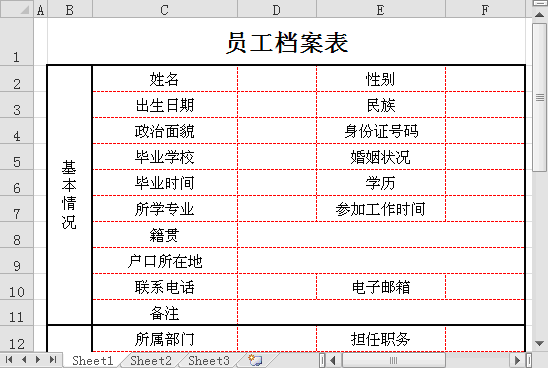 A B C D E F
1 员工档案表
2 姓名 性别
3 出生日期 民族
4 政治面貌 身份证号码
5 毕业学校 婚姻状况
6 毕业时间 学历
7 所学专业 参加工作时间
8 籍贯
9 户口所在地
10 联系电话 电子邮箱
11 备注
基本情况
12 所属部门 担任职务
Sheet1 Sheet2 Sheet3